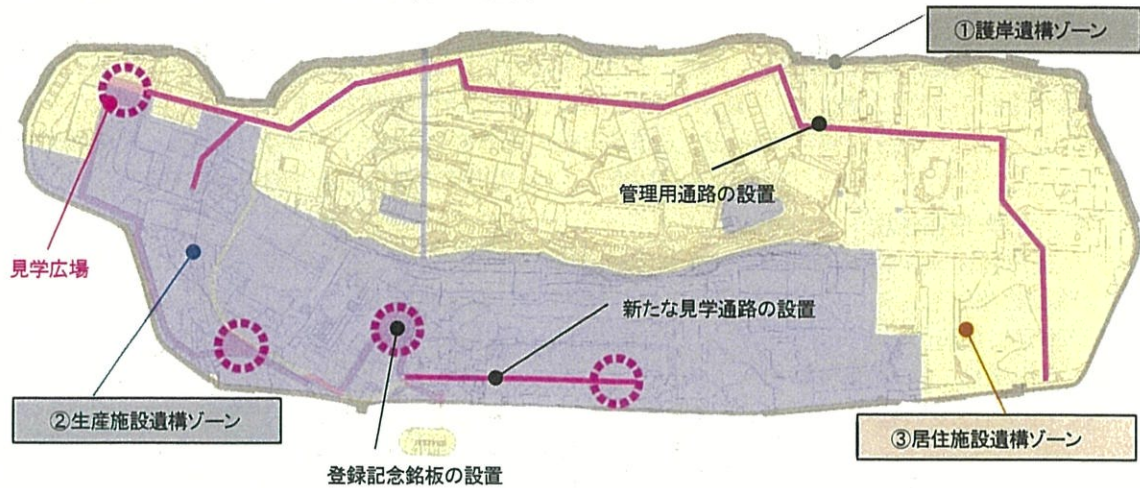 ①護岸遺構ゾーン
管理用通路の設置
見学広場
新たな見学通路の設置
②生産施設遺構ゾーン
③居住施設遺構ゾーン
登録記念銘板の設置